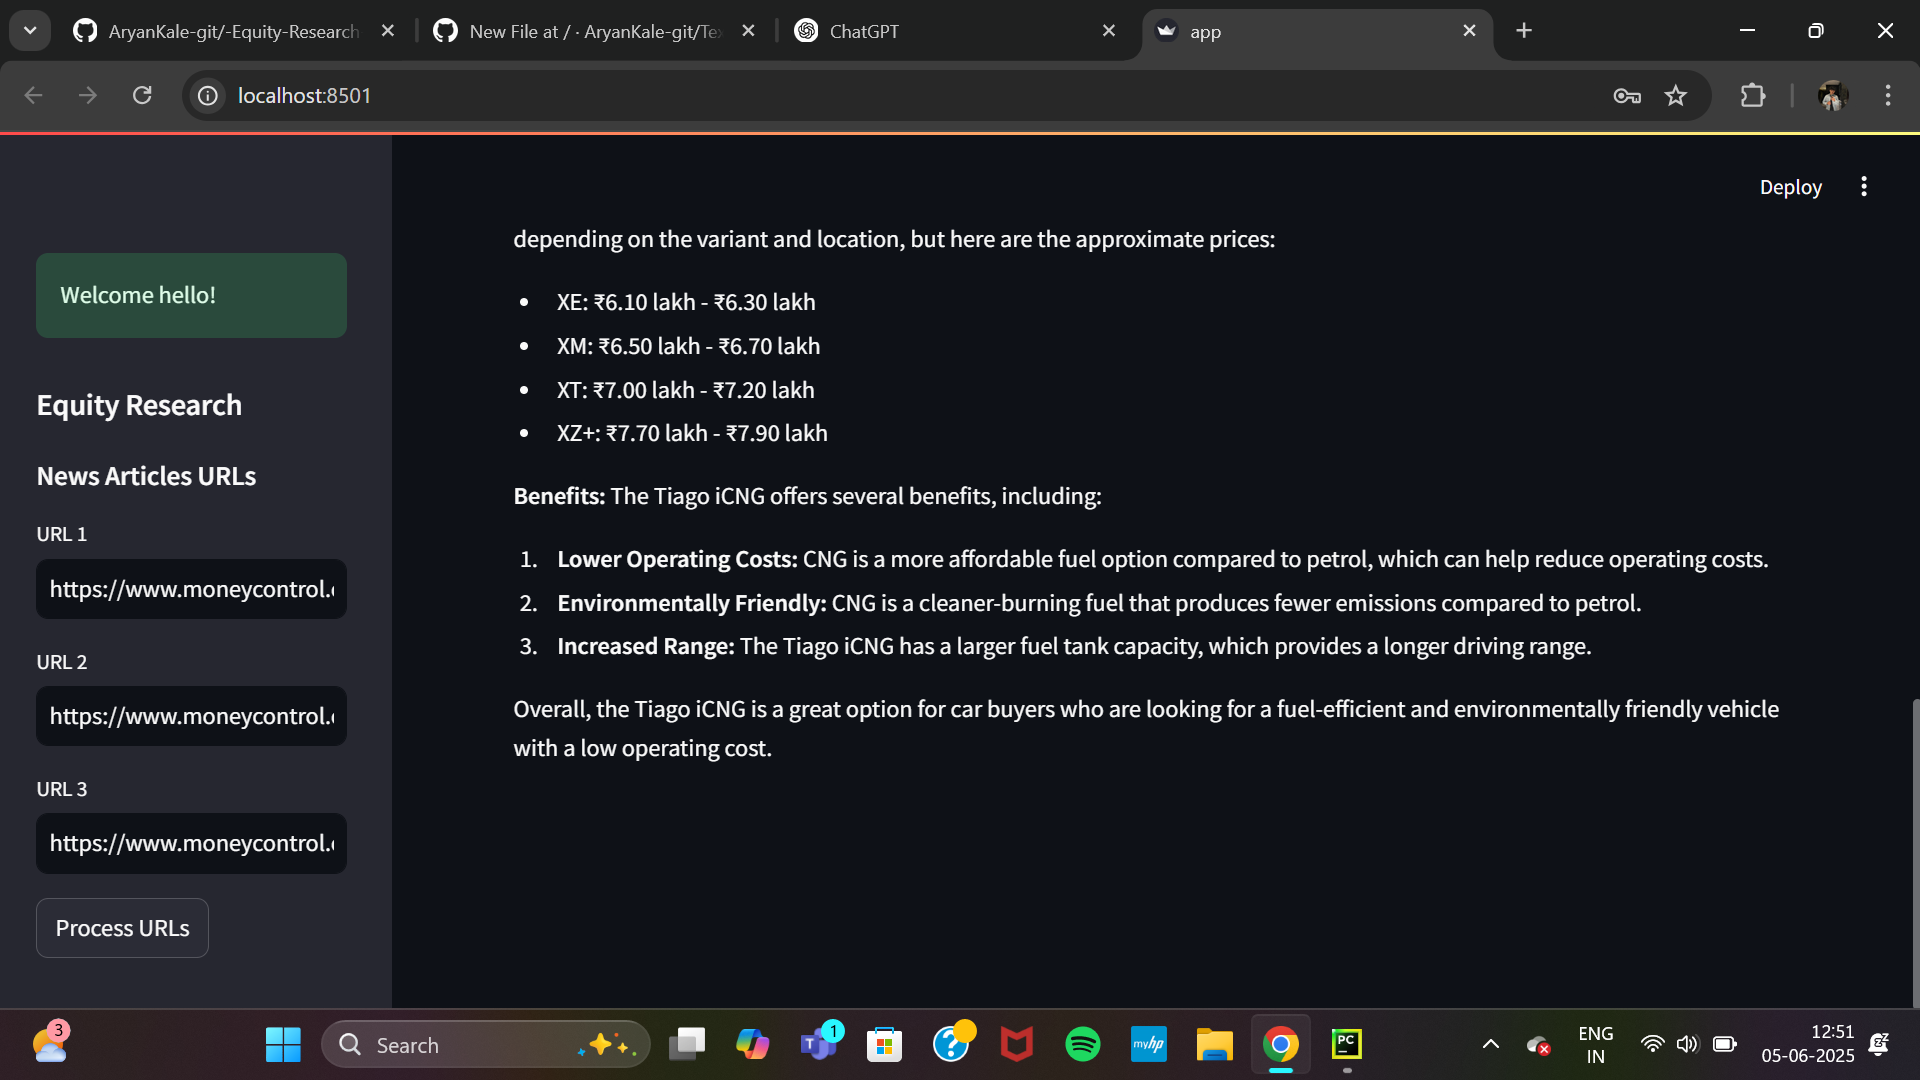 AryanKale-git/-Equity-Research
New File at / · AryanKale-git/Te
ChatGPT
app
localhost:8501
Deploy
Welcome hello!
Equity Research
News Articles URLs
URL 1
https://www.moneycontrol.
URL 2
https://www.moneycontrol.
URL 3
https://www.moneycontrol.
Process URLs
depending on the variant and location, but here are the approximate prices:
• XE: ₹6.10 lakh - ₹6.30 lakh
• XM: ₹6.50 lakh - ₹6.70 lakh
• XT: ₹7.00 lakh - ₹7.20 lakh
• XZ+: ₹7.70 lakh - ₹7.90 lakh
Benefits: The Tiago iCNG offers several benefits, including:
1. Lower Operating Costs: CNG is a more affordable fuel option compared to petrol, which can help reduce operating costs.
2. Environmentally Friendly: CNG is a cleaner-burning fuel that produces fewer emissions compared to petrol.
3. Increased Range: The Tiago iCNG has a larger fuel tank capacity, which provides a longer driving range.
Overall, the Tiago iCNG is a great option for car buyers who are looking for a fuel-efficient and environmentally friendly vehicle
with a low operating cost.
3
Search
1
myhp
PC
ENG
IN
12:51
05-06-2025